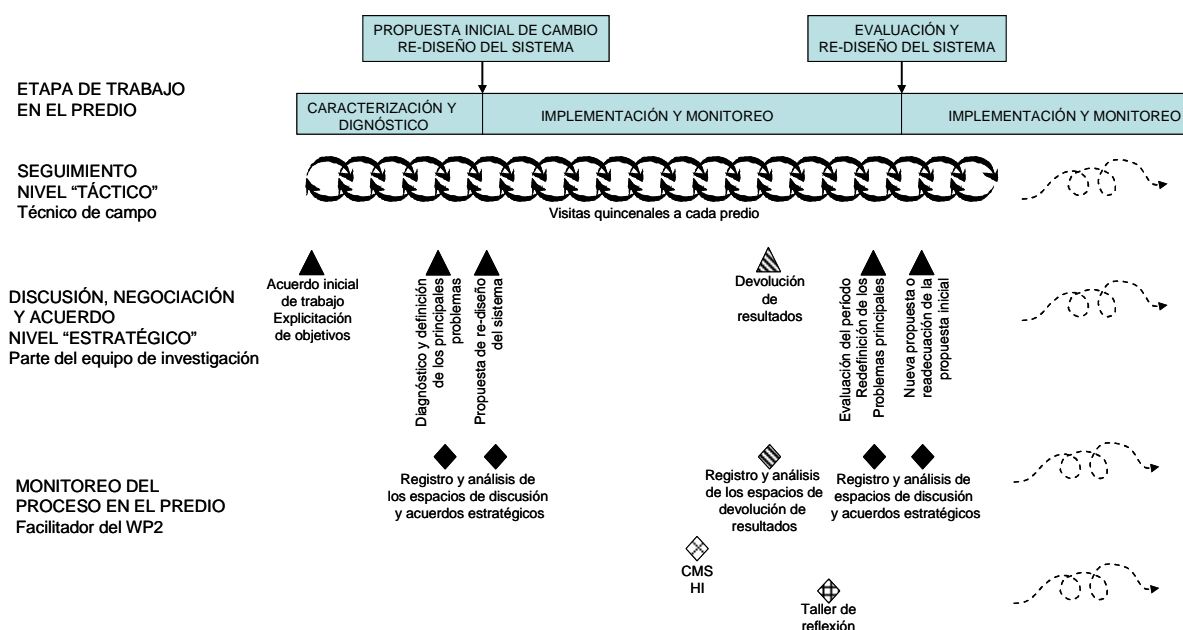 PROPUESTA INICIAL DE CAMBIO
RE-DISEÑO DEL SISTEMA
EVALUACIÓN Y
RE-DISEÑO DEL SISTEMA
ETAPA DE TRABAJO
EN EL PREDIO
CARACTERIZACIÓN Y
DIGNÓSTICO
IMPLEMENTACIÓN Y MONITOREO
IMPLEMENTACIÓN Y MONITOREO
SEGUIMIENTO
NIVEL “TÁCTICO”
Técnico de campo
Visitas quincenales a cada predio
DISCUSIÓN, NEGOCIACIÓN
Y ACUERDO
NIVEL “ESTRATÉGICO”
Parte del equipo de investigación
Acuerdo inicial
de trabajo
Explicitación
de objetivos
Diagnóstico y definición
de los principales
problemas
Propuesta de re-diseño
del sistema
Devolución
de
resultados
Evaluación del período
Redefinición de los
Problemas principales
Nueva propuesta o
readecuación de la
propuesta inicial
MONITOREO DEL
PROCESO EN EL PREDIO
Facilitador del WP2
Registro y análisis de
los espacios de discusión
y acuerdos estratégicos
Registro y análisis
de los espacios de
devolución de
resultados
Registro y análisis de
espacios de discusión
y acuerdos estratégicos
CMS
HI
Taller de
reflexión